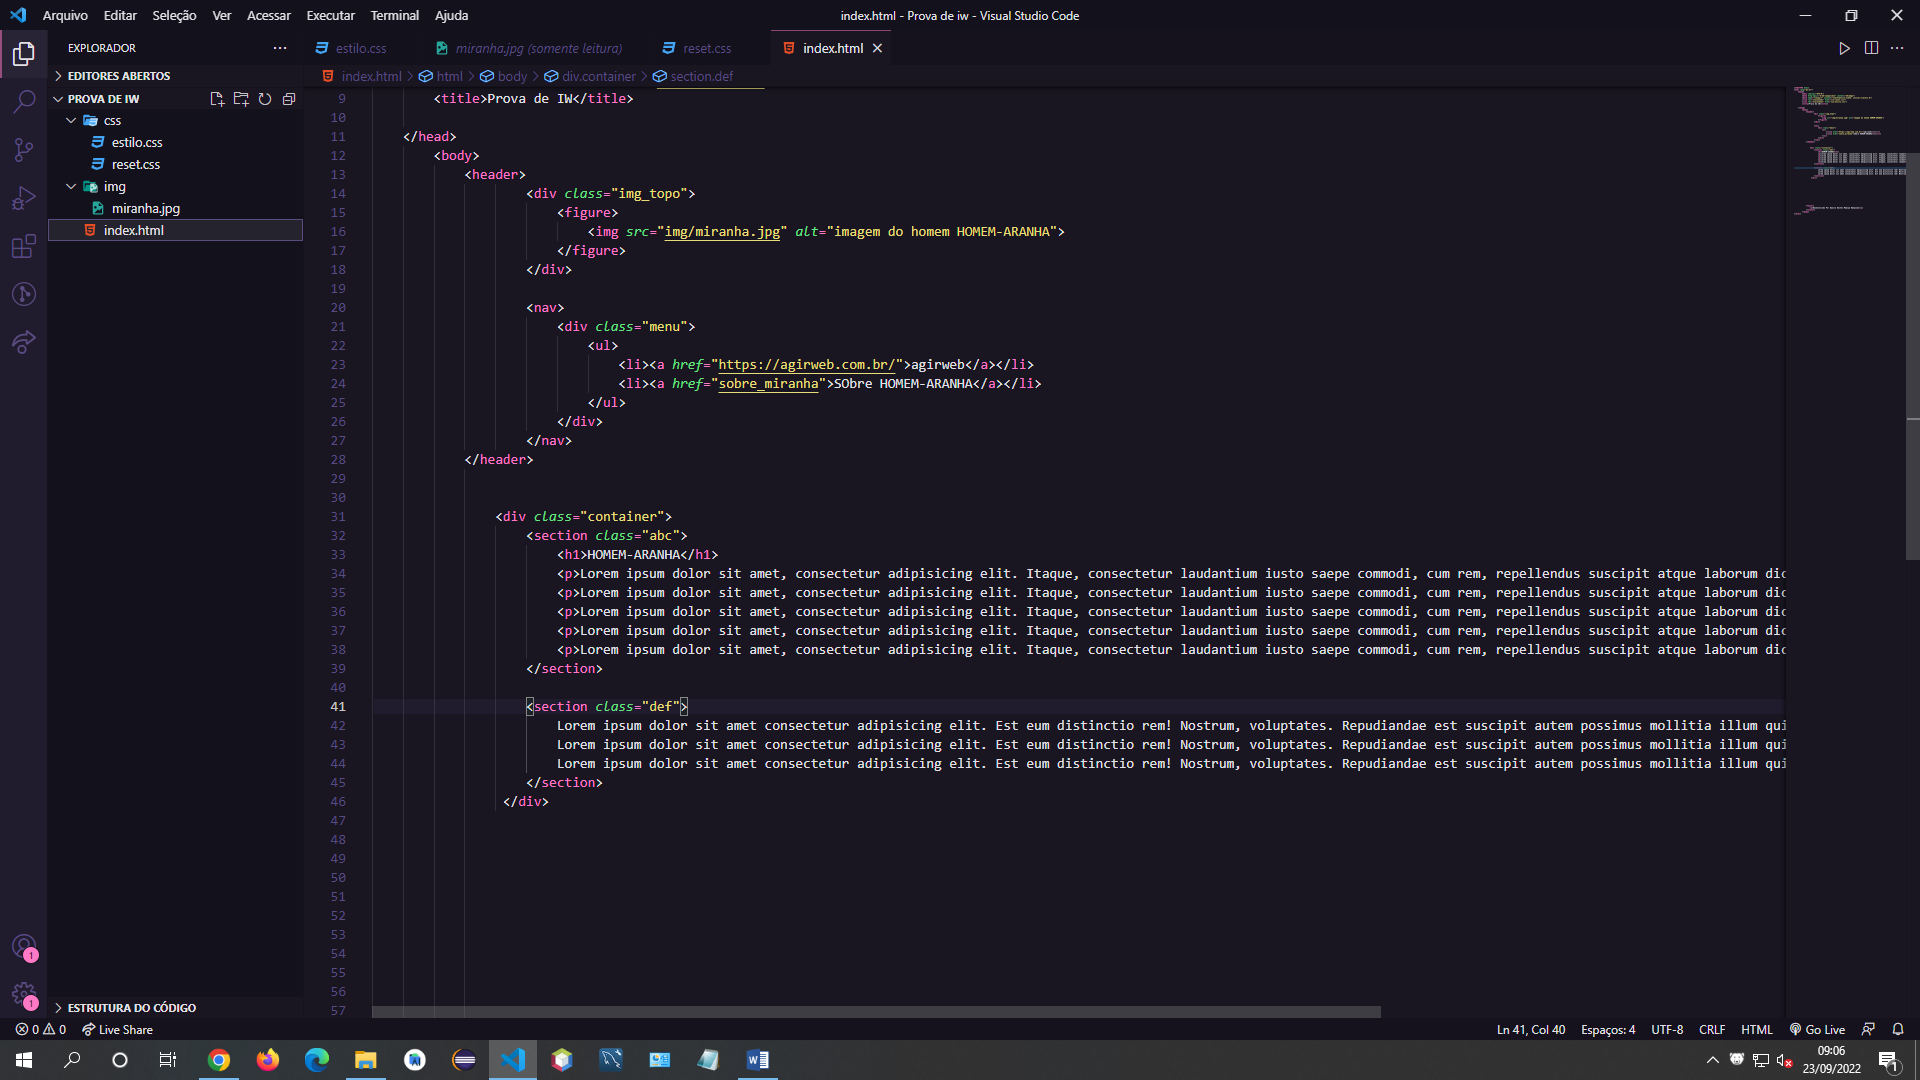 Arquivo Editar Seleção Ver Acessar Executar Terminal Ajuda
index.html - Prova de iw - Visual Studio Code
EXPLORADOR
estilo.css
miranha.jpg (somente leitura)
reset.css
index.html
EDITORES ABERTOS
PROVA DE IW
css
estilo.css
reset.css
img
miranha.jpg
index.html
ESTRUTURA DO CÓDIGO
index.html > html > body > div.container > section.def
9 <title>Prova de IW</title>
10
11 </head>
12 <body>
13 <header>
14 <div class="img_topo">
15 <figure>
16 <img src="img/miranha.jpg" alt="imagem do homem HOMEM-ARANHA">
17 </figure>
18 </div>
19
20 <nav>
21 <div class="menu">
22 <ul>
23 <li><a href="https://agirweb.com.br/">agirweb</a></li>
24 <li><a href="sobre_miranha">SObre HOMEM-ARANHA</a></li>
25 </ul>
26 </div>
27 </nav>
28 </header>
29
30
31 <div class="container">
32 <section class="abc">
33 <h1>HOMEM-ARANHA</h1>
34 <p>Lorem ipsum dolor sit amet, consectetur adipisicing elit. Itaque, consectetur laudantium iusto saepe commodi, cum rem, repellendus suscipit atque laborum dic
35 <p>Lorem ipsum dolor sit amet, consectetur adipisicing elit. Itaque, consectetur laudantium iusto saepe commodi, cum rem, repellendus suscipit atque laborum dic
36 <p>Lorem ipsum dolor sit amet, consectetur adipisicing elit. Itaque, consectetur laudantium iusto saepe commodi, cum rem, repellendus suscipit atque laborum dic
37 <p>Lorem ipsum dolor sit amet, consectetur adipisicing elit. Itaque, consectetur laudantium iusto saepe commodi, cum rem, repellendus suscipit atque laborum dic
38 <p>Lorem ipsum dolor sit amet, consectetur adipisicing elit. Itaque, consectetur laudantium iusto saepe commodi, cum rem, repellendus suscipit atque laborum dic
39 </section>
40
41 <section class="def">
42 Lorem ipsum dolor sit amet consectetur adipisicing elit. Est eum distinctio rem! Nostrum, voluptates. Repudiandae est suscipit autem possimus mollitia illum qui
43 Lorem ipsum dolor sit amet consectetur adipisicing elit. Est eum distinctio rem! Nostrum, voluptates. Repudiandae est suscipit autem possimus mollitia illum qui
44 Lorem ipsum dolor sit amet consectetur adipisicing elit. Est eum distinctio rem! Nostrum, voluptates. Repudiandae est suscipit autem possimus mollitia illum qui
45 </section>
46 </div>
47
48
49
50
51
52
53
54
55
56
57
1
1
0 0 Live Share
Ln 41, Col 40 Espaços: 4 UTF-8 CRLF HTML Go Live
09:06
23/09/2022
1